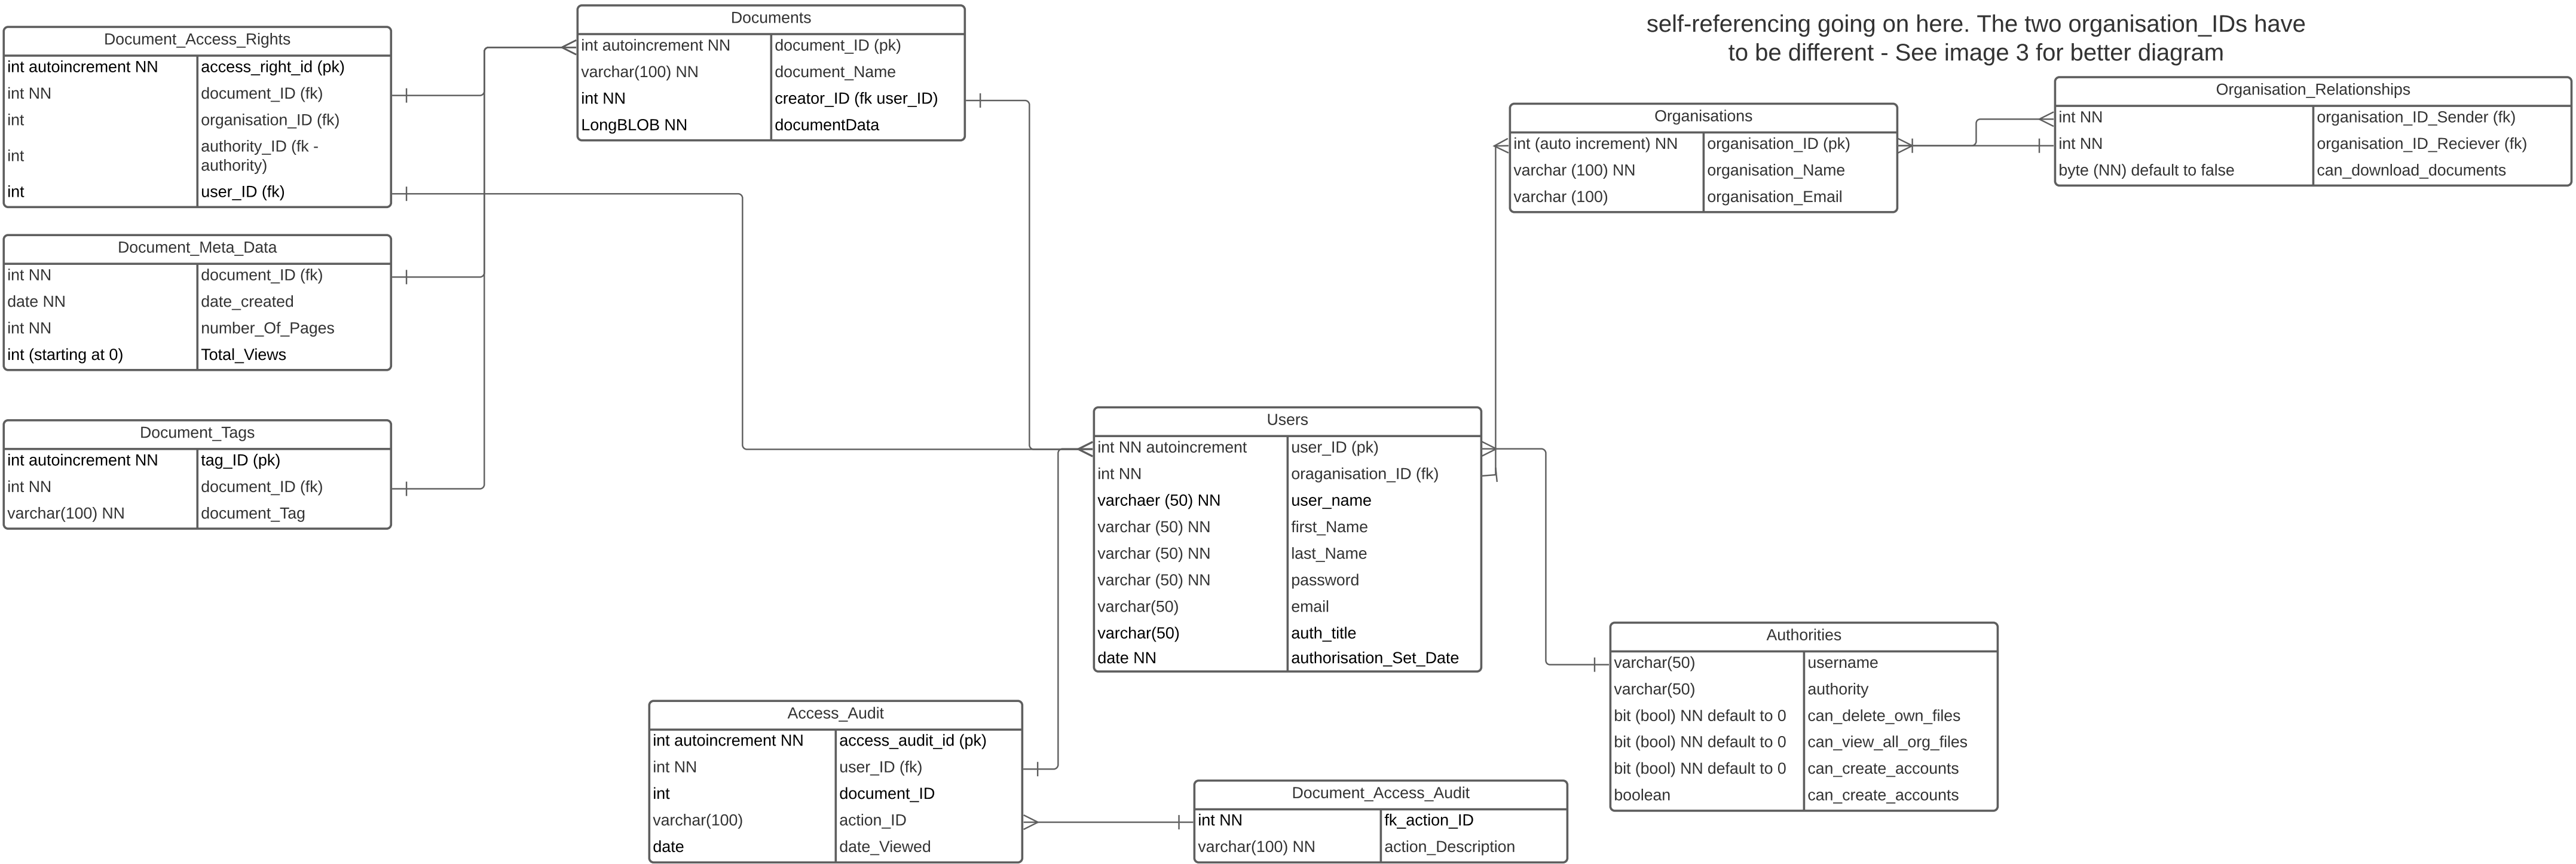 self-referencing going on here. The two organisation_IDs have
to be different - See image 3 for better diagram
Document_Access_Rights
int autoincrement NN access_right_id (pk)
int NN document_ID (fk)
int organisation_ID (fk)
int authority_ID (fk -
authority)
int user_ID (fk)
Documents
int autoincrement NN document_ID (pk)
varchar(100) NN document_Name
int NN creator_ID (fk user_ID)
LongBLOB NN documentData
Organisations
int (auto increment) NN organisation_ID (pk)
varchar (100) NN organisation_Name
varchar (100) organisation_Email
Organisation_Relationships
int NN organisation_ID_Sender (fk)
int NN organisation_ID_Reciever (fk)
byte (NN) default to false can_download_documents
Document_Meta_Data
int NN document_ID (fk)
date NN date_created
int NN number_Of_Pages
int (starting at 0) Total_Views
Document_Tags
int autoincrement NN tag_ID (pk)
int NN document_ID (fk)
varchar(100) NN document_Tag
Users
int NN autoincrement user_ID (pk)
int NN oraganisation_ID (fk)
varchaer (50) NN user_name
varchar (50) NN first_Name
varchar (50) NN last_Name
varchar (50) NN password
varchar(50) email
varchar(50) auth_title
date NN authorisation_Set_Date
Authorities
varchar(50) username
varchar(50) authority
bit (bool) NN default to 0 can_delete_own_files
bit (bool) NN default to 0 can_view_all_org_files
bit (bool) NN default to 0 can_create_accounts
boolean can_create_accounts
Access_Audit
int autoincrement NN access_audit_id (pk)
int NN user_ID (fk)
int document_ID
varchar(100) action_ID
date date_Viewed
Document_Access_Audit
int NN fk_action_ID
varchar(100) NN action_Description